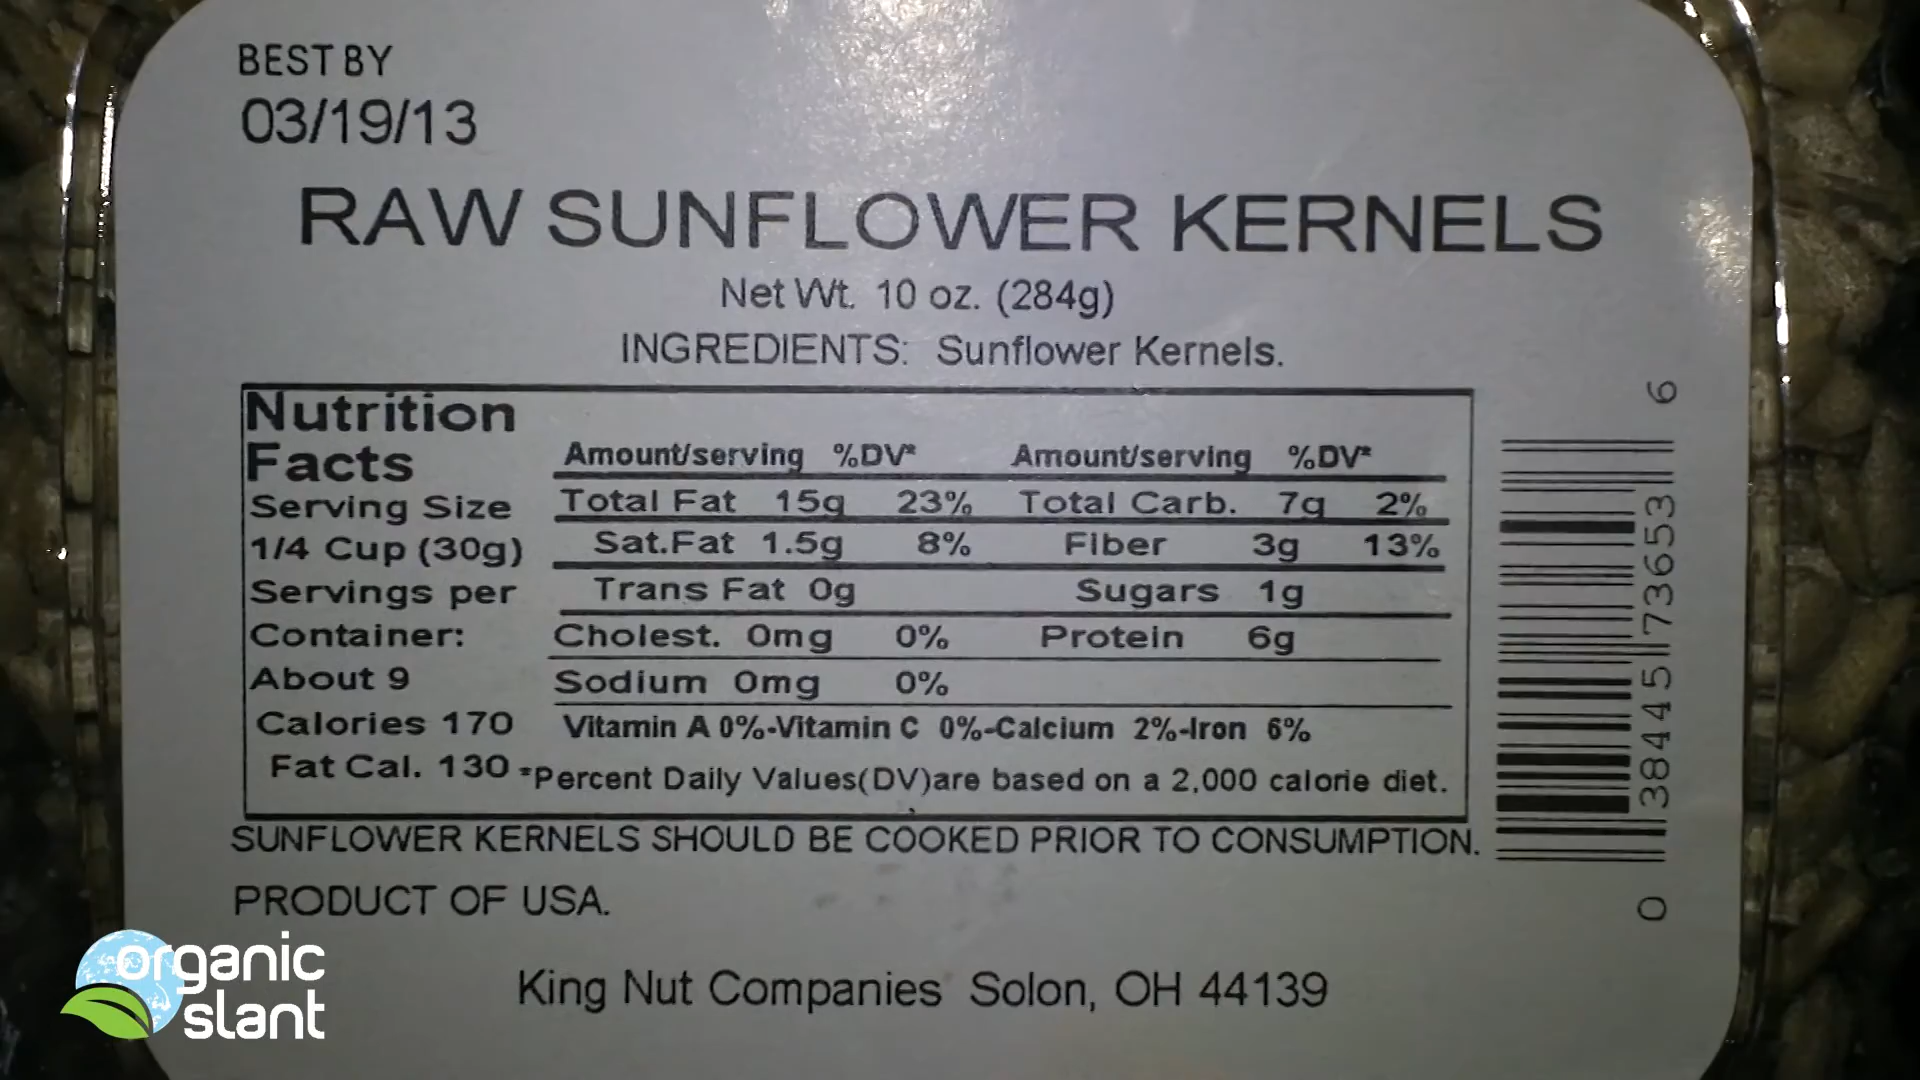 BEST BY
03/19/13
RAW SUNFLOWER KERNELS
Net Wt. 10 oz. (284g)
INGREDIENTS: Sunflower Kernels.
Nutrition
Facts
Serving Size
1/4 Cup (30g)
Servings per
Container:
About 9
Calories 170
Fat Cal. 130
Amount/serving %DV* Amount/serving %DV*
Total Fat 15g 23% Total Carb. 7g 2%
Sat.Fat 1.5g 8% Fiber 3g 13%
Trans Fat 0g Sugars 1g
Cholest. 0mg 0% Protein 6g
Sodium 0mg 0%
Vitamin A 0%-Vitamin C 0%-Calcium 2%-Iron 6%
*Percent Daily Values(DV)are based on a 2,000 calorie diet.
0 38445 73653 6
SUNFLOWER KERNELS SHOULD BE COOKED PRIOR TO CONSUMPTION.
PRODUCT OF USA.
King Nut Companies Solon, OH 44139
organic
slant